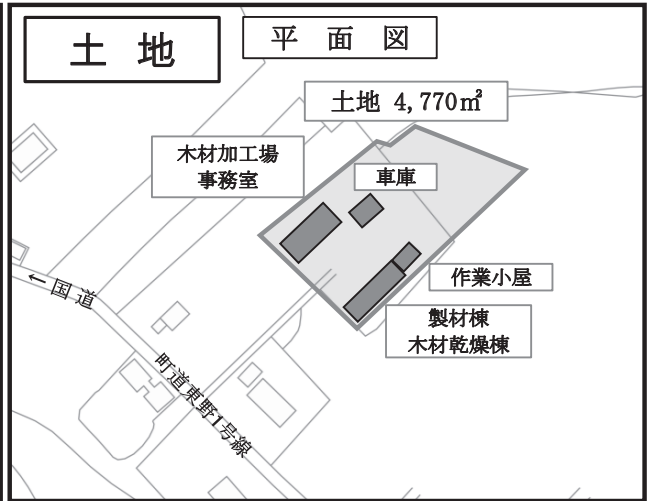 土地
平面図
土地 4,770㎡
木材加工場
事務室
車庫
作業小屋
製材棟
木材乾燥棟
←国道
町道東野1号線